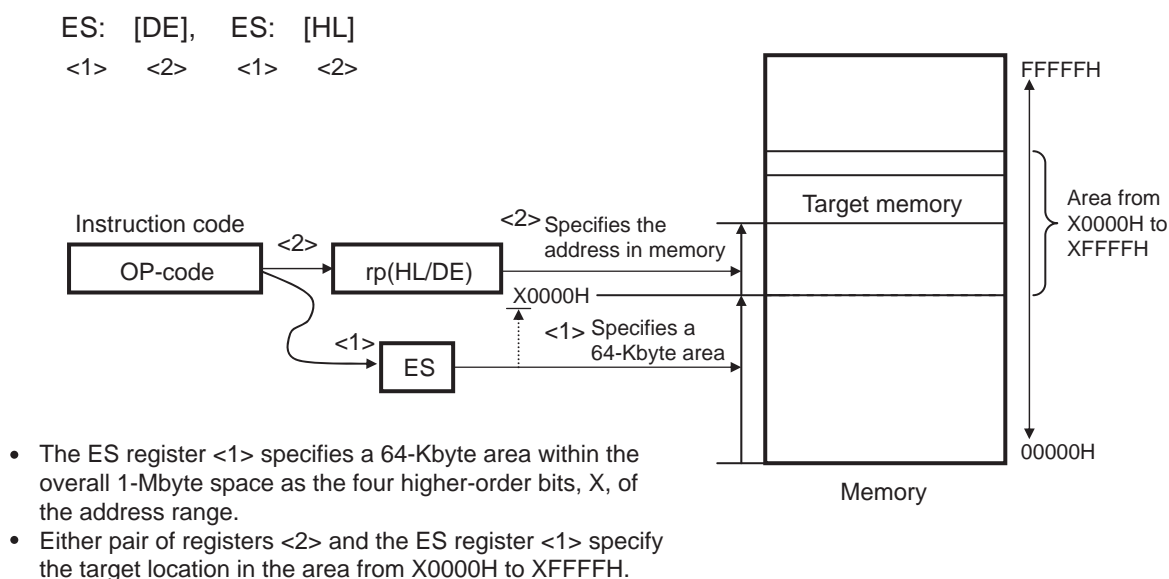 ES: [DE], ES: [HL]
<1> <2> <1> <2>
FFFFFH
Target memory
Area from
X0000H to
XFFFFH
Instruction code
OP-code
<2>
rp(HL/DE)
<2> Specifies the
address in memory
X0000H
<1>
ES
<1> Specifies a
64-Kbyte area
00000H
Memory
• The ES register <1> specifies a 64-Kbyte area within the
overall 1-Mbyte space as the four higher-order bits, X, of
the address range.
• Either pair of registers <2> and the ES register <1> specify
the target location in the area from X0000H to XFFFFH.